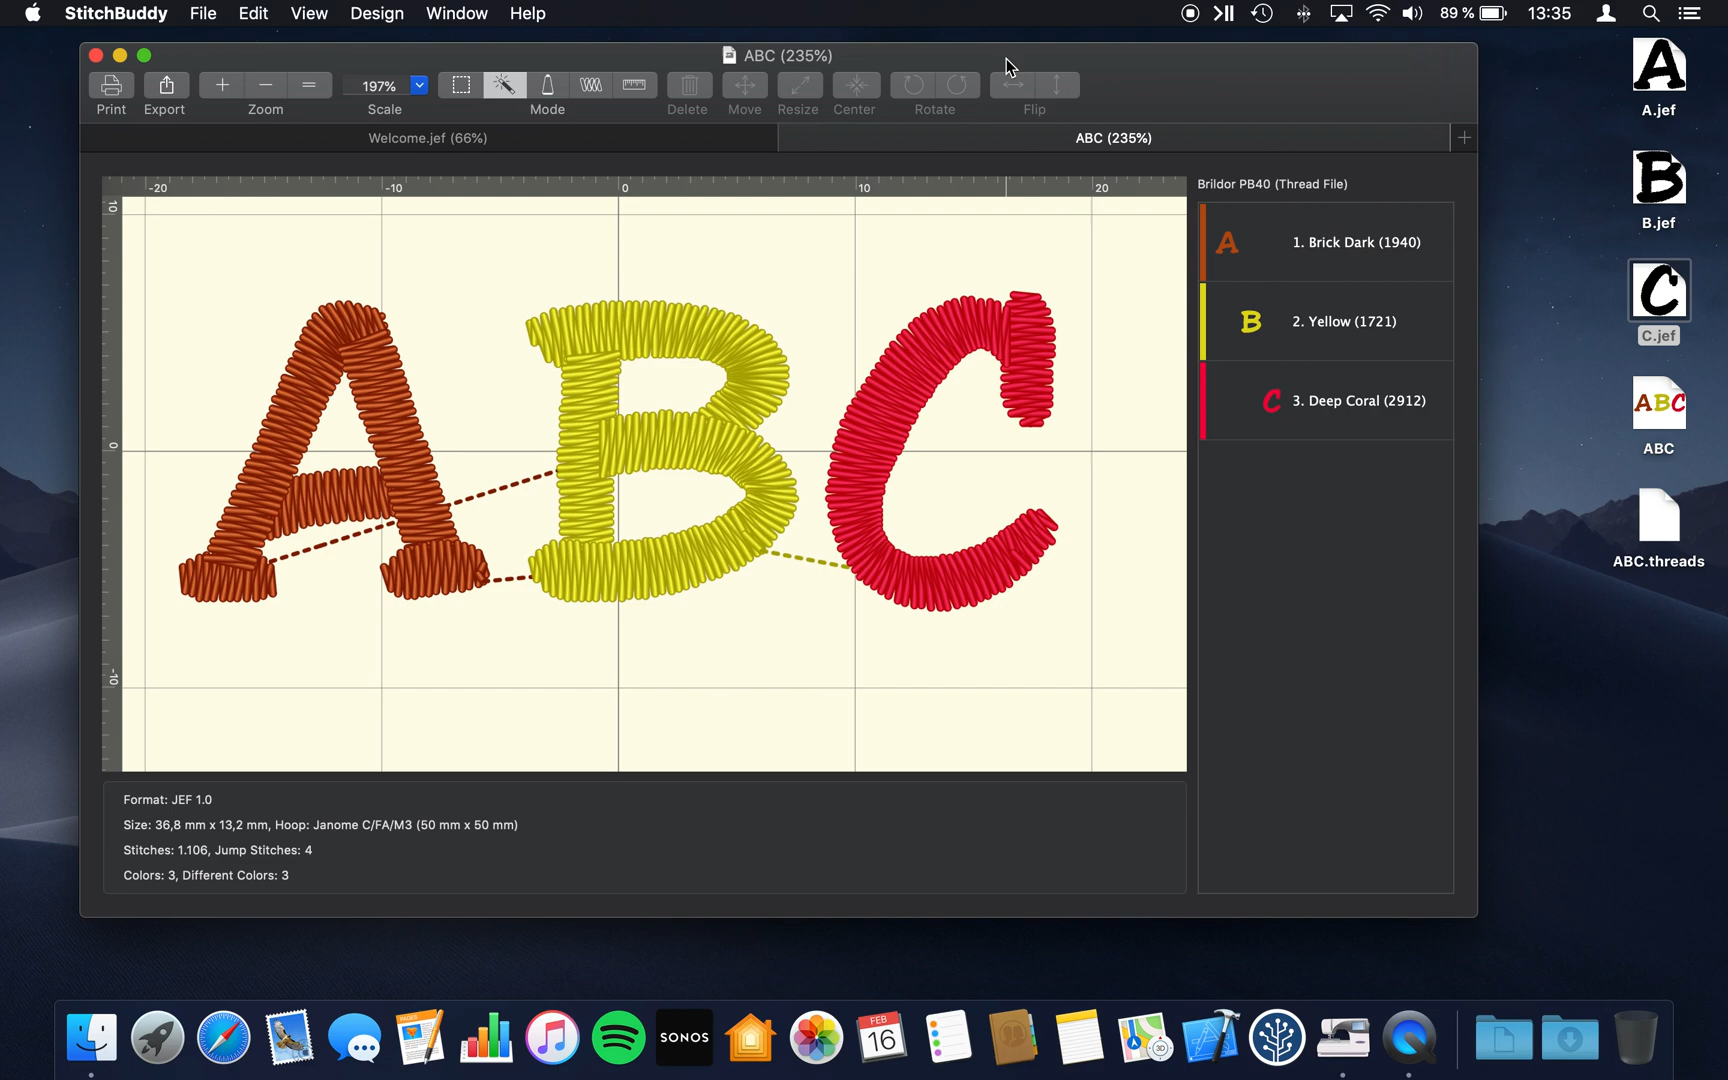 StitchBuddy File Edit View Design Window Help
89 % 13:35
ABC (235%)
197%
Print Export Zoom Scale Mode Delete Move Resize Center Rotate Flip
Welcome.jef (66%) ABC (235%)
-20 -10 0 10 20
10
0
-10
Brildor PB40 (Thread File)
A 1. Brick Dark (1940)
B 2. Yellow (1721)
C 3. Deep Coral (2912)
ABC
Format: JEF 1.0
Size: 36,8 mm x 13,2 mm, Hoop: Janome C/FA/M3 (50 mm x 50 mm)
Stitches: 1.106, Jump Stitches: 4
Colors: 3, Different Colors: 3
A
A.jef
B
B.jef
C
C.jef
ABC
ABC
ABC.threads
PAGES
SONOS
FEB
16
3D